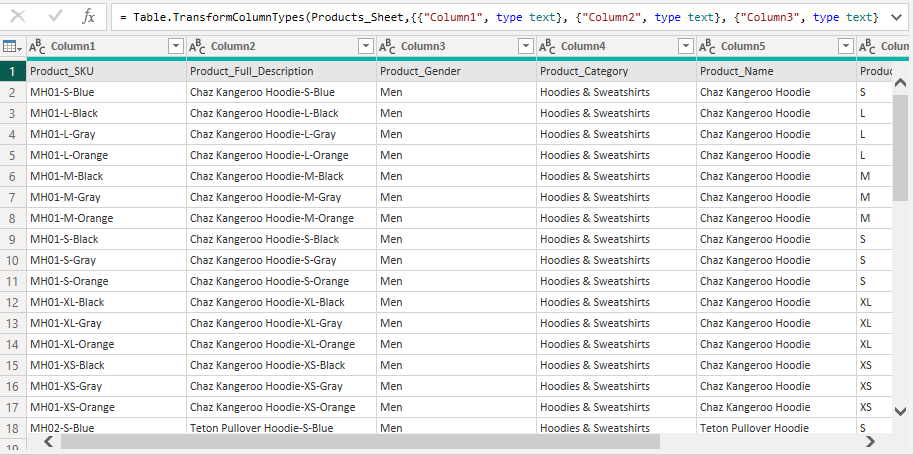 fx = Table.TransformColumnTypes(Products_Sheet,{{"Column1", type text}, {"Column2", type text}, {"Column3", type text}
ABC Column1 ABC Column2 ABC Column3 ABC Column4 ABC Column5 ABC Colun
1 Product_SKU Product_Full_Description Product_Gender Product_Category Product_Name Produc
2 MH01-S-Blue Chaz Kangeroo Hoodie-S-Blue Men Hoodies & Sweatshirts Chaz Kangeroo Hoodie S
3 MH01-L-Black Chaz Kangeroo Hoodie-L-Black Men Hoodies & Sweatshirts Chaz Kangeroo Hoodie L
4 MH01-L-Gray Chaz Kangeroo Hoodie-L-Gray Men Hoodies & Sweatshirts Chaz Kangeroo Hoodie L
5 MH01-L-Orange Chaz Kangeroo Hoodie-L-Orange Men Hoodies & Sweatshirts Chaz Kangeroo Hoodie L
6 MH01-M-Black Chaz Kangeroo Hoodie-M-Black Men Hoodies & Sweatshirts Chaz Kangeroo Hoodie M
7 MH01-M-Gray Chaz Kangeroo Hoodie-M-Gray Men Hoodies & Sweatshirts Chaz Kangeroo Hoodie M
8 MH01-M-Orange Chaz Kangeroo Hoodie-M-Orange Men Hoodies & Sweatshirts Chaz Kangeroo Hoodie M
9 MH01-S-Black Chaz Kangeroo Hoodie-S-Black Men Hoodies & Sweatshirts Chaz Kangeroo Hoodie S
10 MH01-S-Gray Chaz Kangeroo Hoodie-S-Gray Men Hoodies & Sweatshirts Chaz Kangeroo Hoodie S
11 MH01-S-Orange Chaz Kangeroo Hoodie-S-Orange Men Hoodies & Sweatshirts Chaz Kangeroo Hoodie S
12 MH01-XL-Black Chaz Kangeroo Hoodie-XL-Black Men Hoodies & Sweatshirts Chaz Kangeroo Hoodie XL
13 MH01-XL-Gray Chaz Kangeroo Hoodie-XL-Gray Men Hoodies & Sweatshirts Chaz Kangeroo Hoodie XL
14 MH01-XL-Orange Chaz Kangeroo Hoodie-XL-Orange Men Hoodies & Sweatshirts Chaz Kangeroo Hoodie XL
15 MH01-XS-Black Chaz Kangeroo Hoodie-XS-Black Men Hoodies & Sweatshirts Chaz Kangeroo Hoodie XS
16 MH01-XS-Gray Chaz Kangeroo Hoodie-XS-Gray Men Hoodies & Sweatshirts Chaz Kangeroo Hoodie XS
17 MH01-XS-Orange Chaz Kangeroo Hoodie-XS-Orange Men Hoodies & Sweatshirts Chaz Kangeroo Hoodie XS
18 MH02-S-Blue Teton Pullover Hoodie-S-Blue Men Hoodies & Sweatshirts Teton Pullover Hoodie S
19